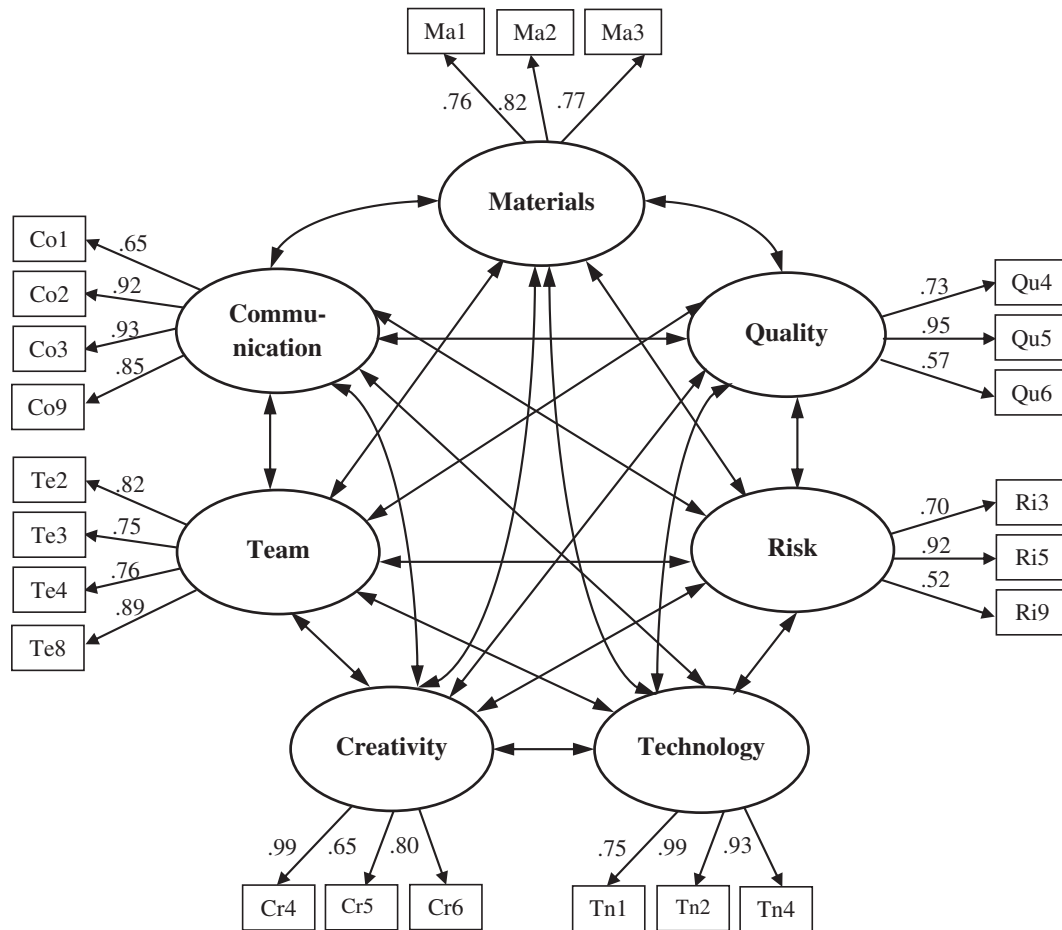 Ma1 Ma2 Ma3
.76 .82 .77
Materials
Co1 .65
Co2 .92
Co3 .93
Co9 .85
Commu-
nication
Quality
.73 Qu4
.95 Qu5
.57 Qu6
Te2 .82
Te3 .75
Te4 .76
Te8 .89
Team
Risk
.70 Ri3
.92 Ri5
.52 Ri9
Creativity
Technology
.99 .65 .80
Cr4 Cr5 Cr6
.75 .99 .93
Tn1 Tn2 Tn4